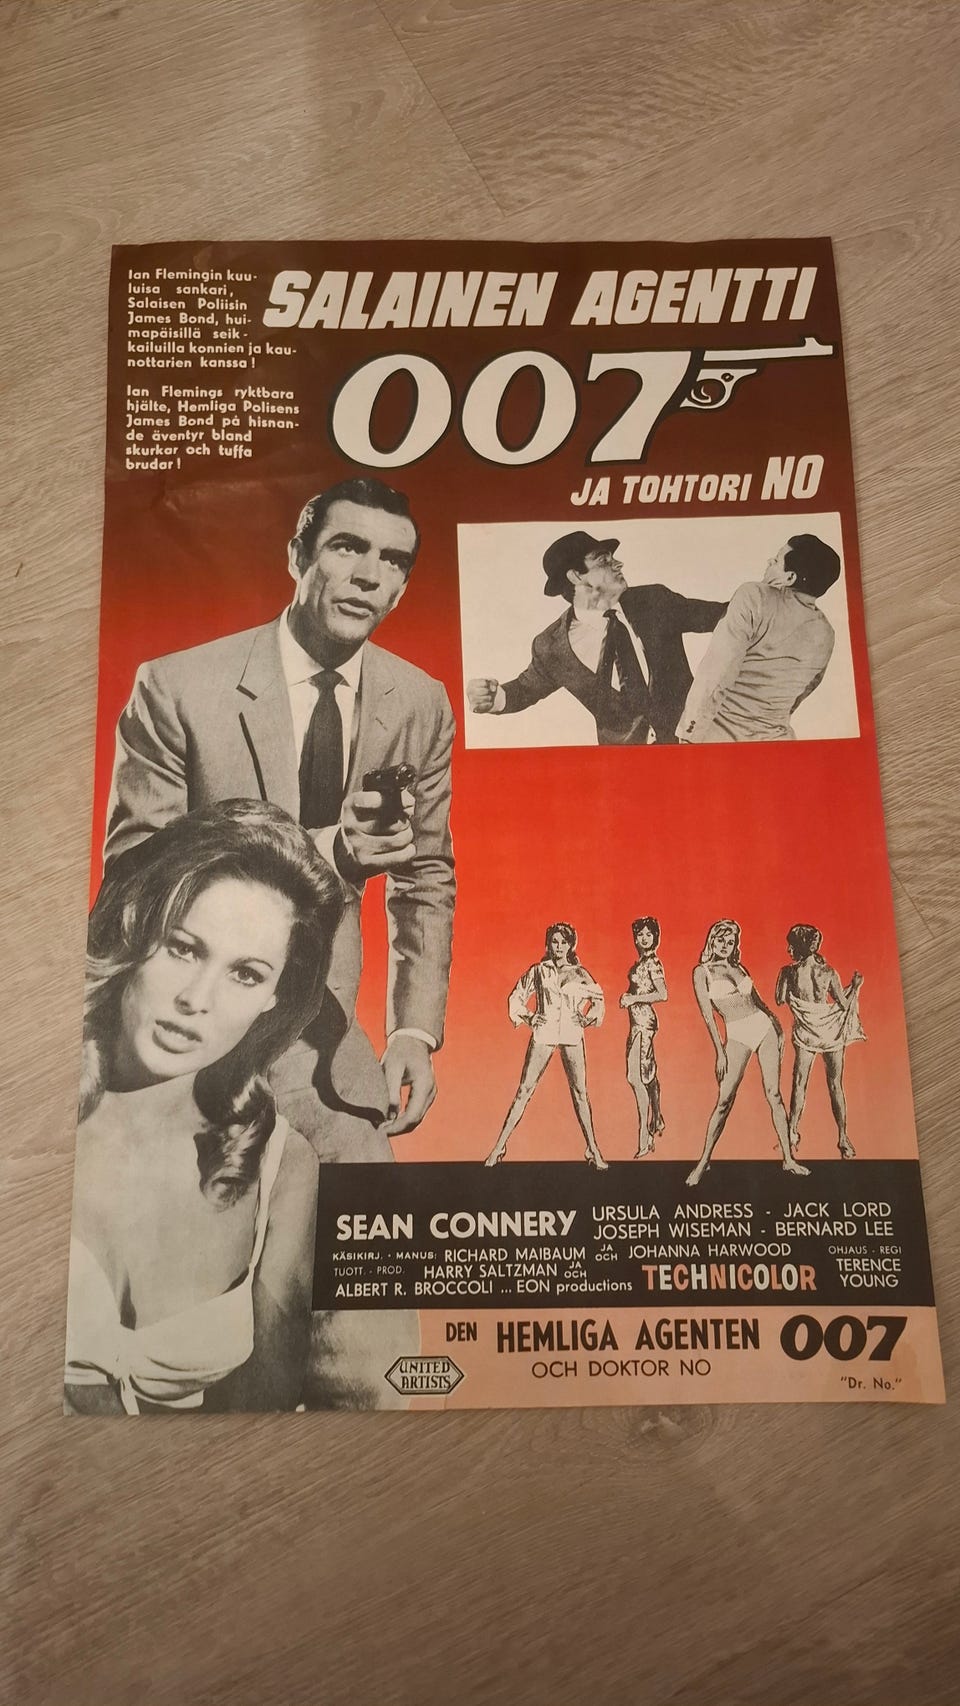 Ian Flemingin kuu-
luisa sankari,
Salaisen Poliisin
James Bond, hui-
mapäisillä seik-
kailuilla konnien ja kau-
nottarien kanssa!
Ian Flemings ryktbara
hjälte, Hemliga Polisens
James Bond på hisnan-
de äventyr bland
skurkar och tuffa
brudar!
SALAINEN AGENTTI
007
JA TOHTORI NO
SEAN CONNERY
URSULA ANDRESS - JACK LORD
JOSEPH WISEMAN - BERNARD LEE
KÄSIKIRJ. - MANUS: RICHARD MAIBAUM JA OCH JOHANNA HARWOOD
TUOTT. - PROD. HARRY SALTZMAN JA OCH
ALBERT R. BROCCOLI ... EON productions
TECHNICOLOR
OHJAUS - REGI
TERENCE
YOUNG
DEN HEMLIGA AGENTEN 007
OCH DOKTOR NO
"Dr. No."
UNITED
ARTISTS